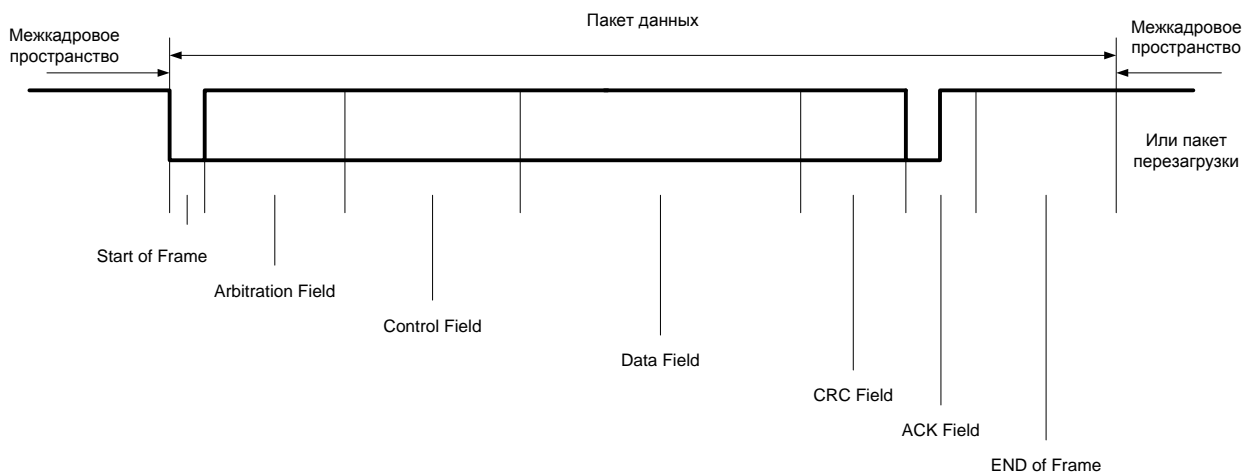 Пакет данных
Межкадровое
пространство
Межкадровое
пространство
Или пакет
перезагрузки
Start of Frame
Arbitration Field
Control Field
Data Field
CRC Field
ACK Field
END of Frame